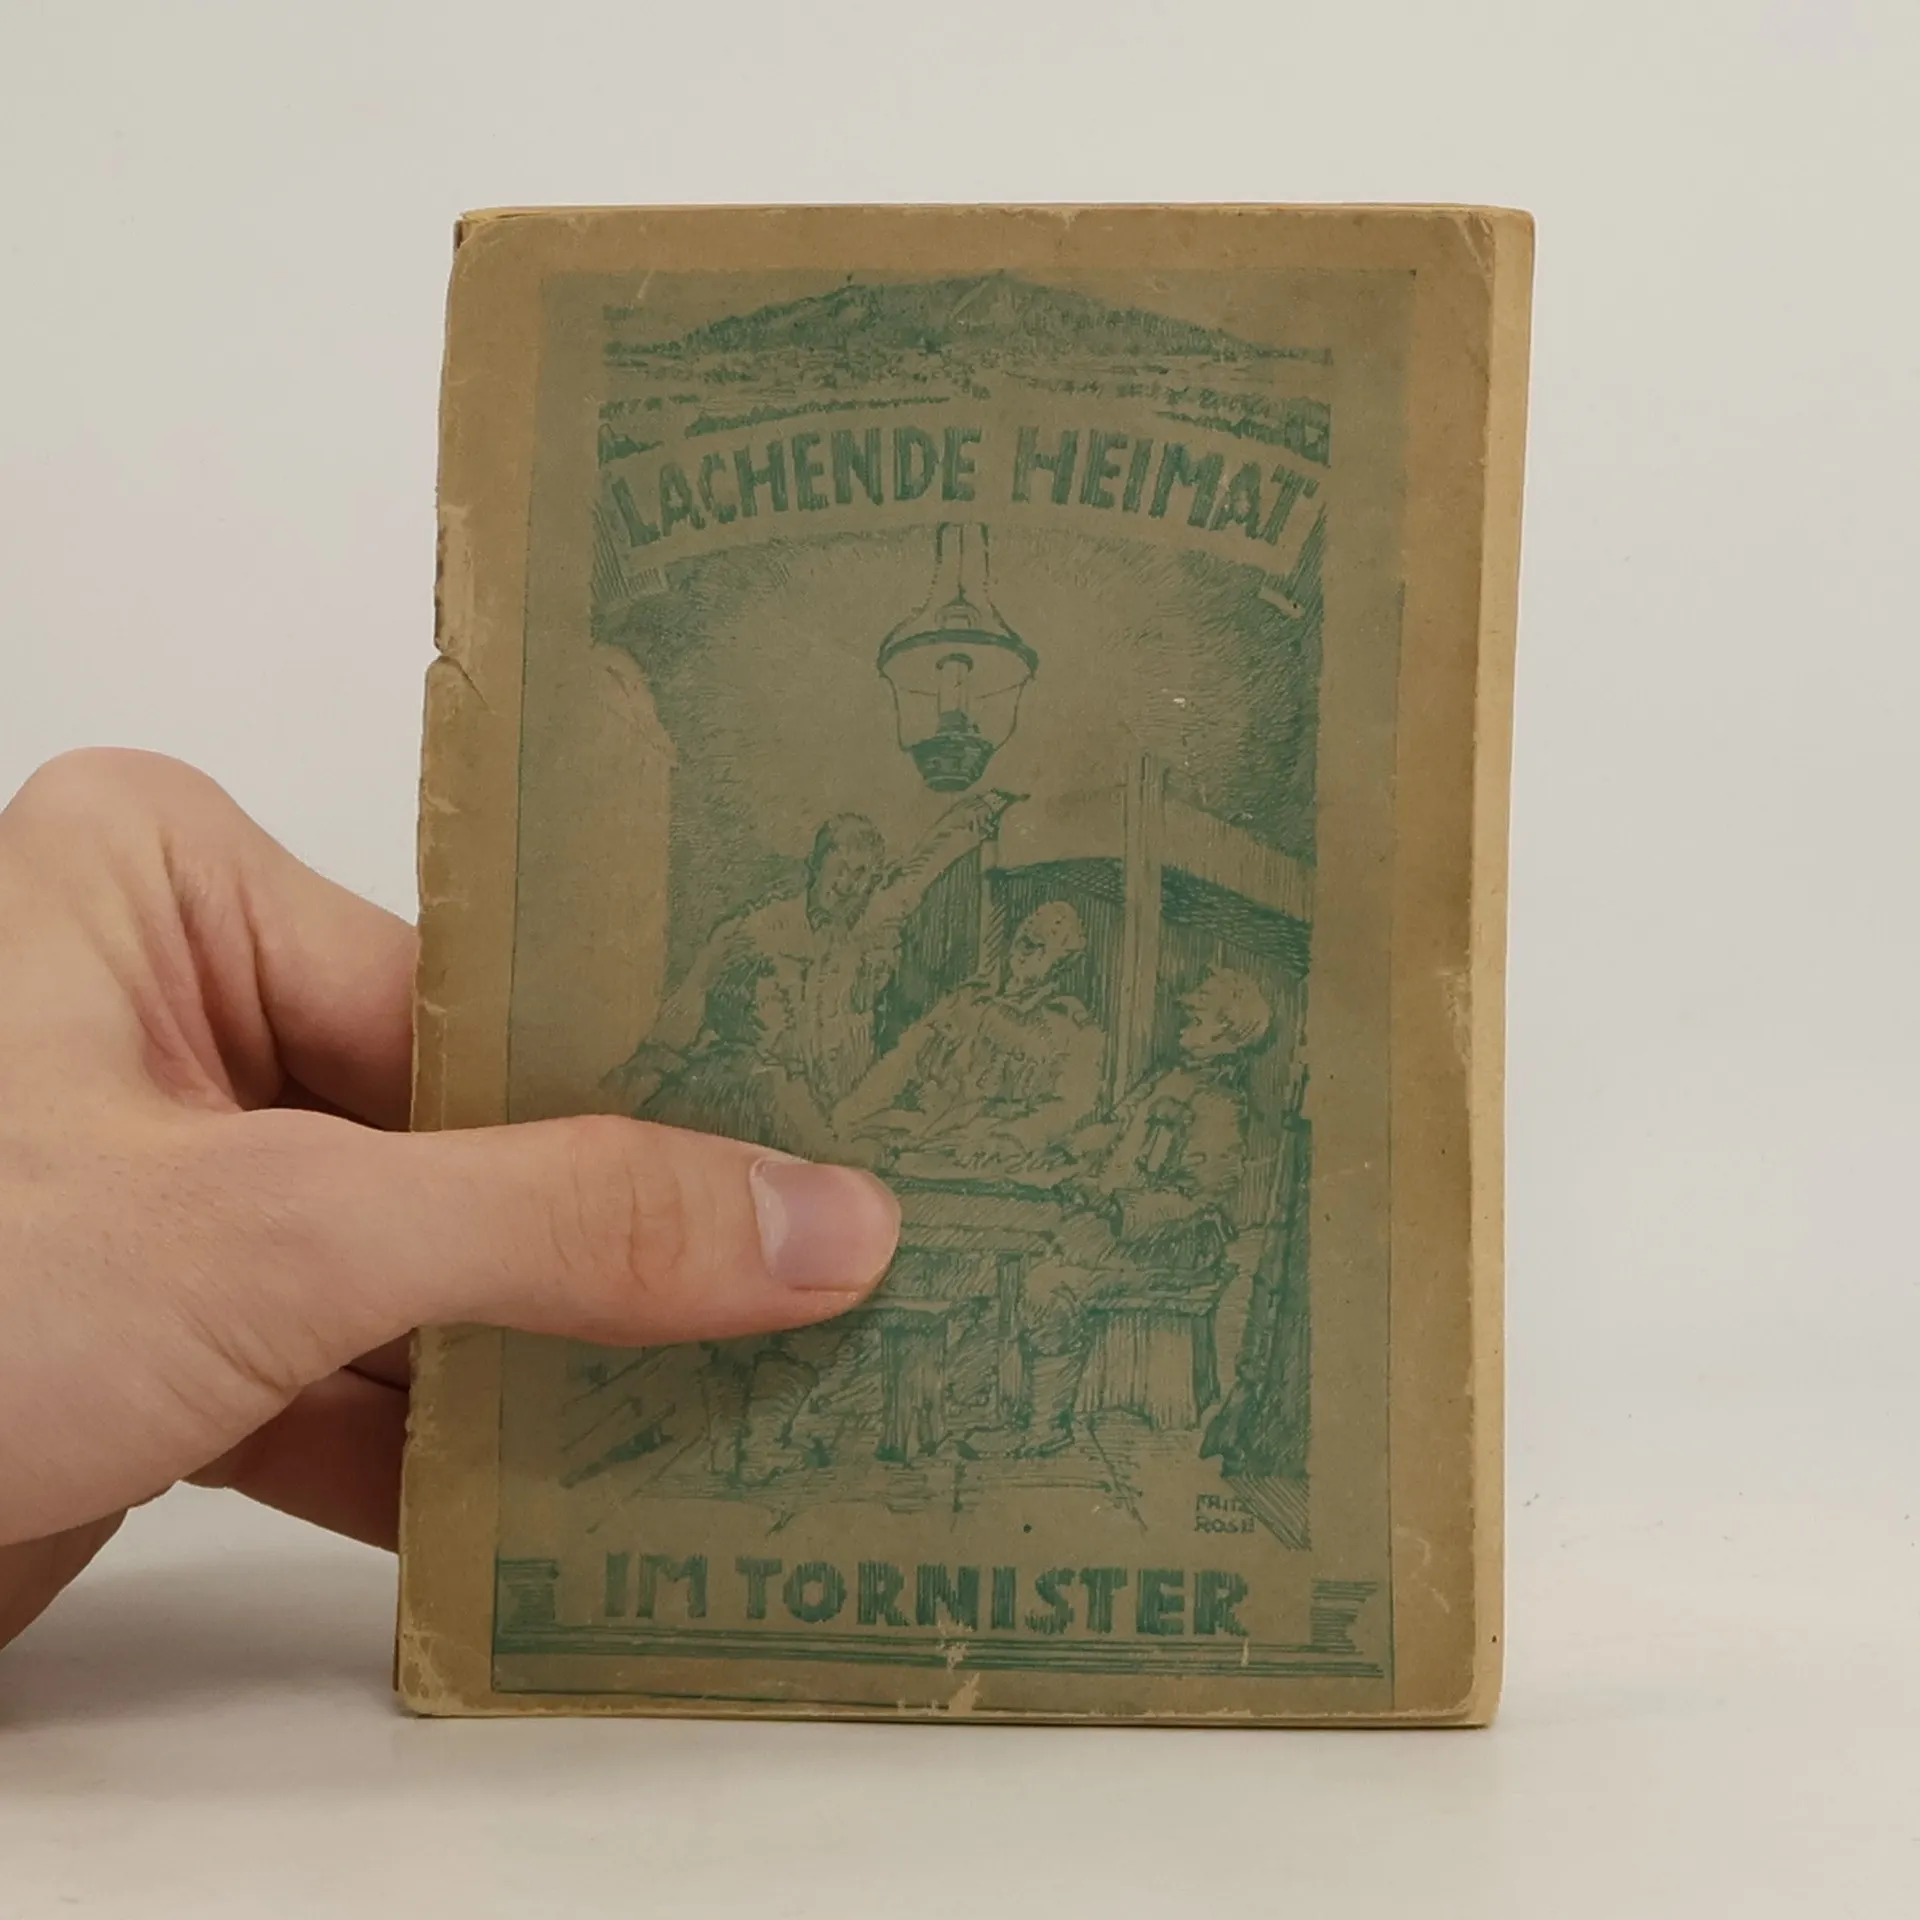 LACHENDE HEIMAT
FRITZ
ROSE
IM TORNISTER